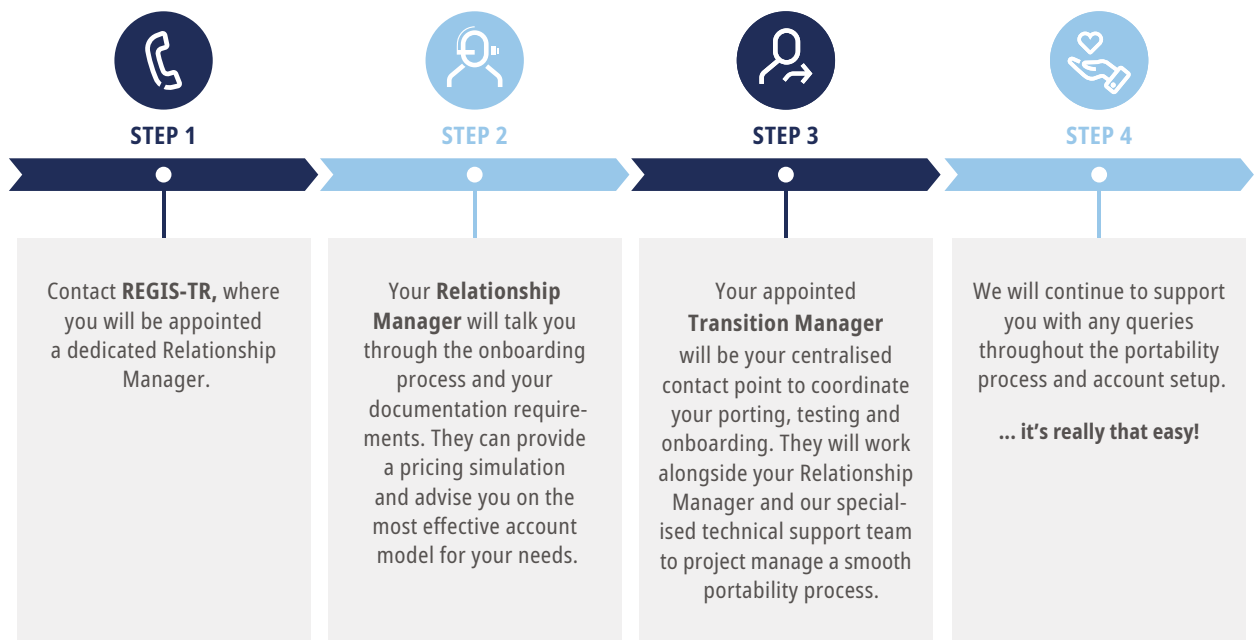 STEP 1
Contact REGIS-TR, where
you will be appointed
a dedicated Relationship
Manager.
STEP 2
Your Relationship
Manager will talk you
through the onboarding
process and your
documentation require-
ments. They can provide
a pricing simulation
and advise you on the
most effective account
model for your needs.
STEP 3
Your appointed
Transition Manager
will be your centralised
contact point to coordinate
your porting, testing and
onboarding. They will work
alongside your Relationship
Manager and our special-
ised technical support team
to project manage a smooth
portability process.
STEP 4
We will continue to support
you with any queries
throughout the portability
process and account setup.
... it's really that easy!